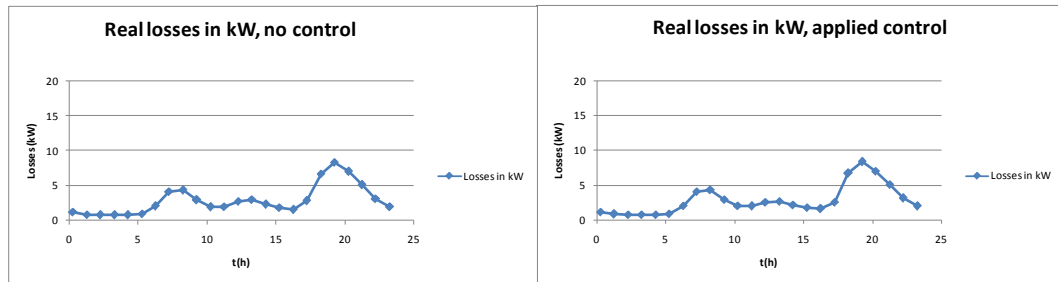 Real losses in kW, no control
20
15
10
5
0
0 5 10 15 20 25
Losses (kW)
t(h)
Losses in kW
Real losses in kW, applied control
20
15
10
5
0
0 5 10 15 20 25
Losses (kW)
t(h)
Losses in kW